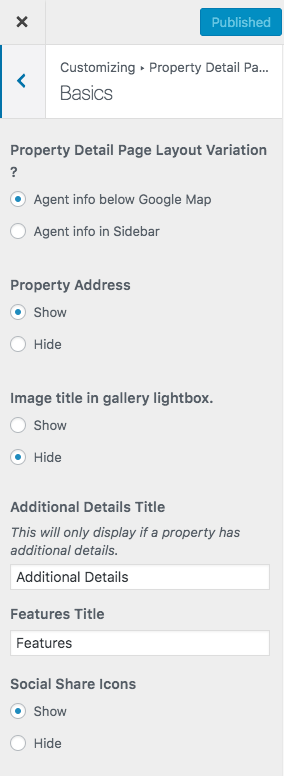 Published
Customizing ▸ Property Detail Pa...
Basics
Property Detail Page Layout Variation
?
Agent info below Google Map
Agent info in Sidebar
Property Address
Show
Hide
Image title in gallery lightbox.
Show
Hide
Additional Details Title
This will only display if a property has
additional details.
Additional Details
Features Title
Features
Social Share Icons
Show
Hide